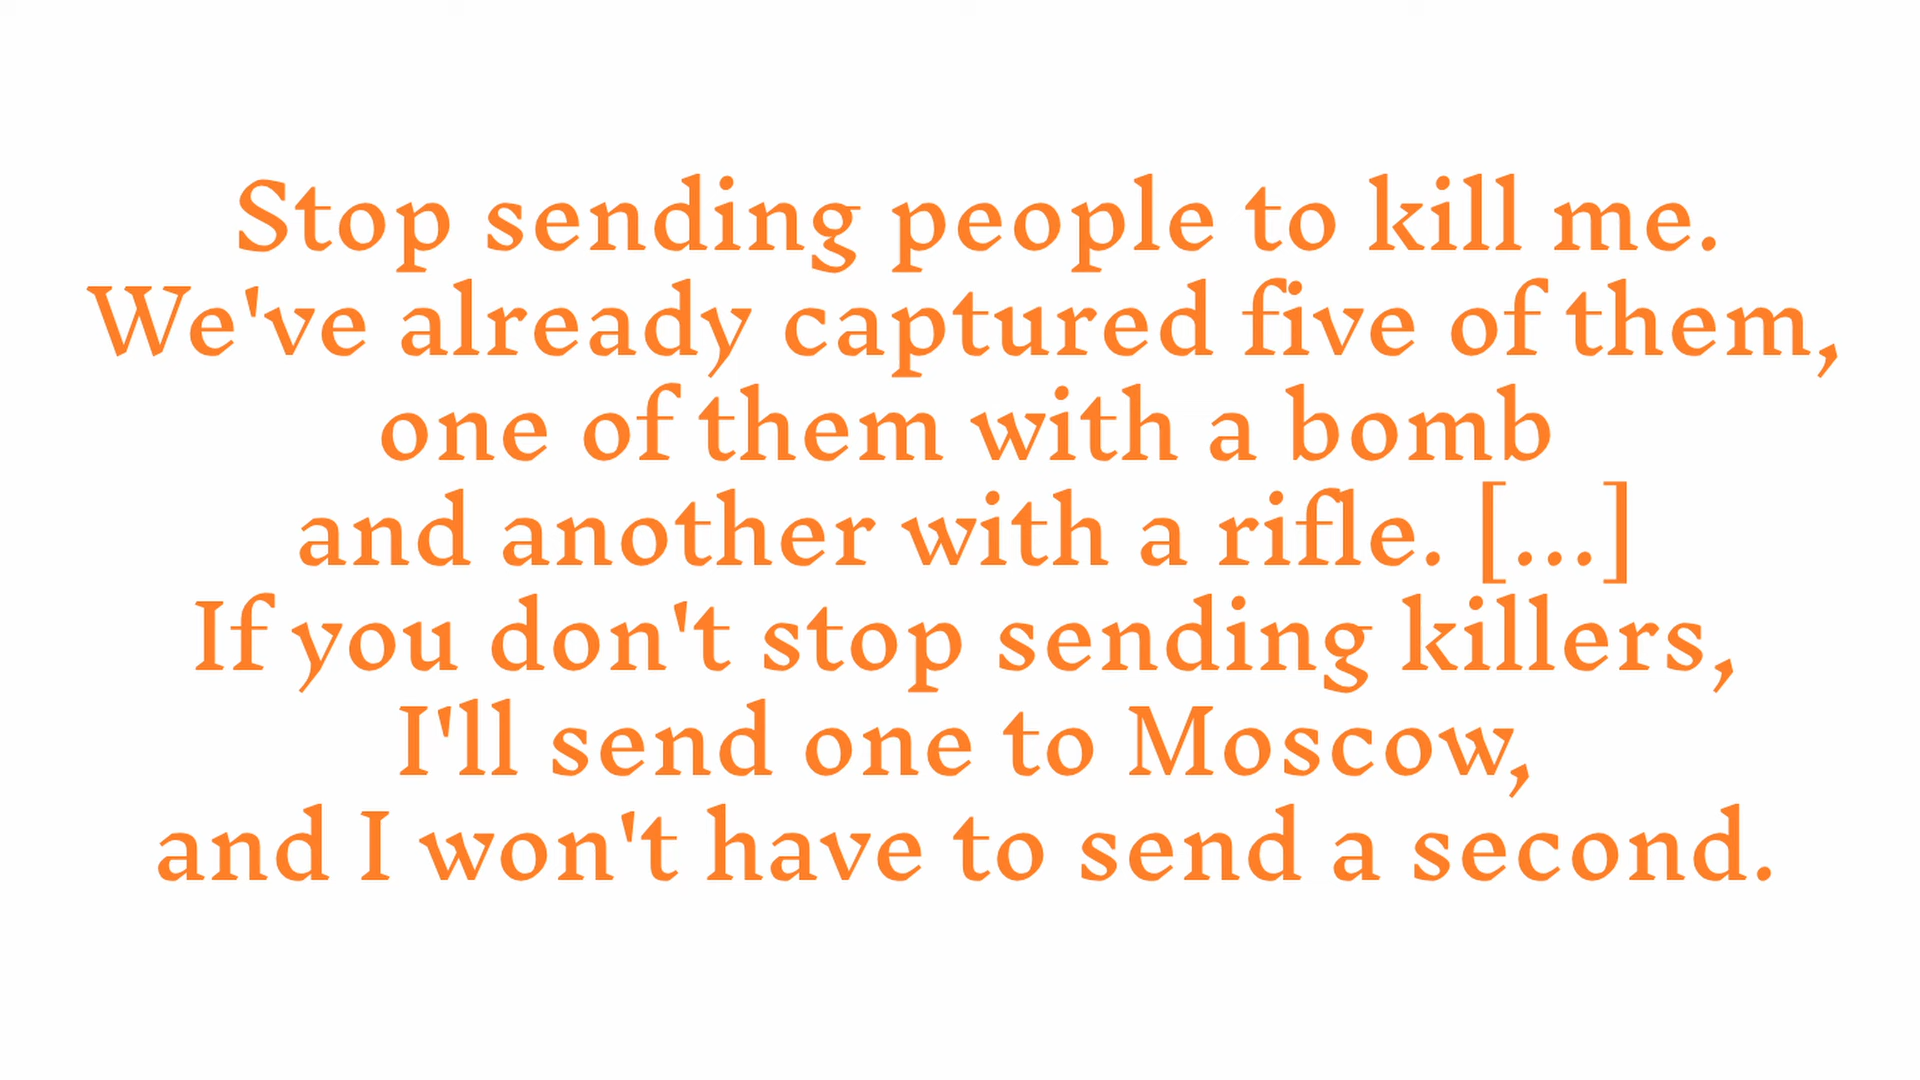 Stop sending people to kill me.
We've already captured five of them,
one of them with a bomb
and another with a rifle. [...]
If you don't stop sending killers,
I'll send one to Moscow,
and I won't have to send a second.